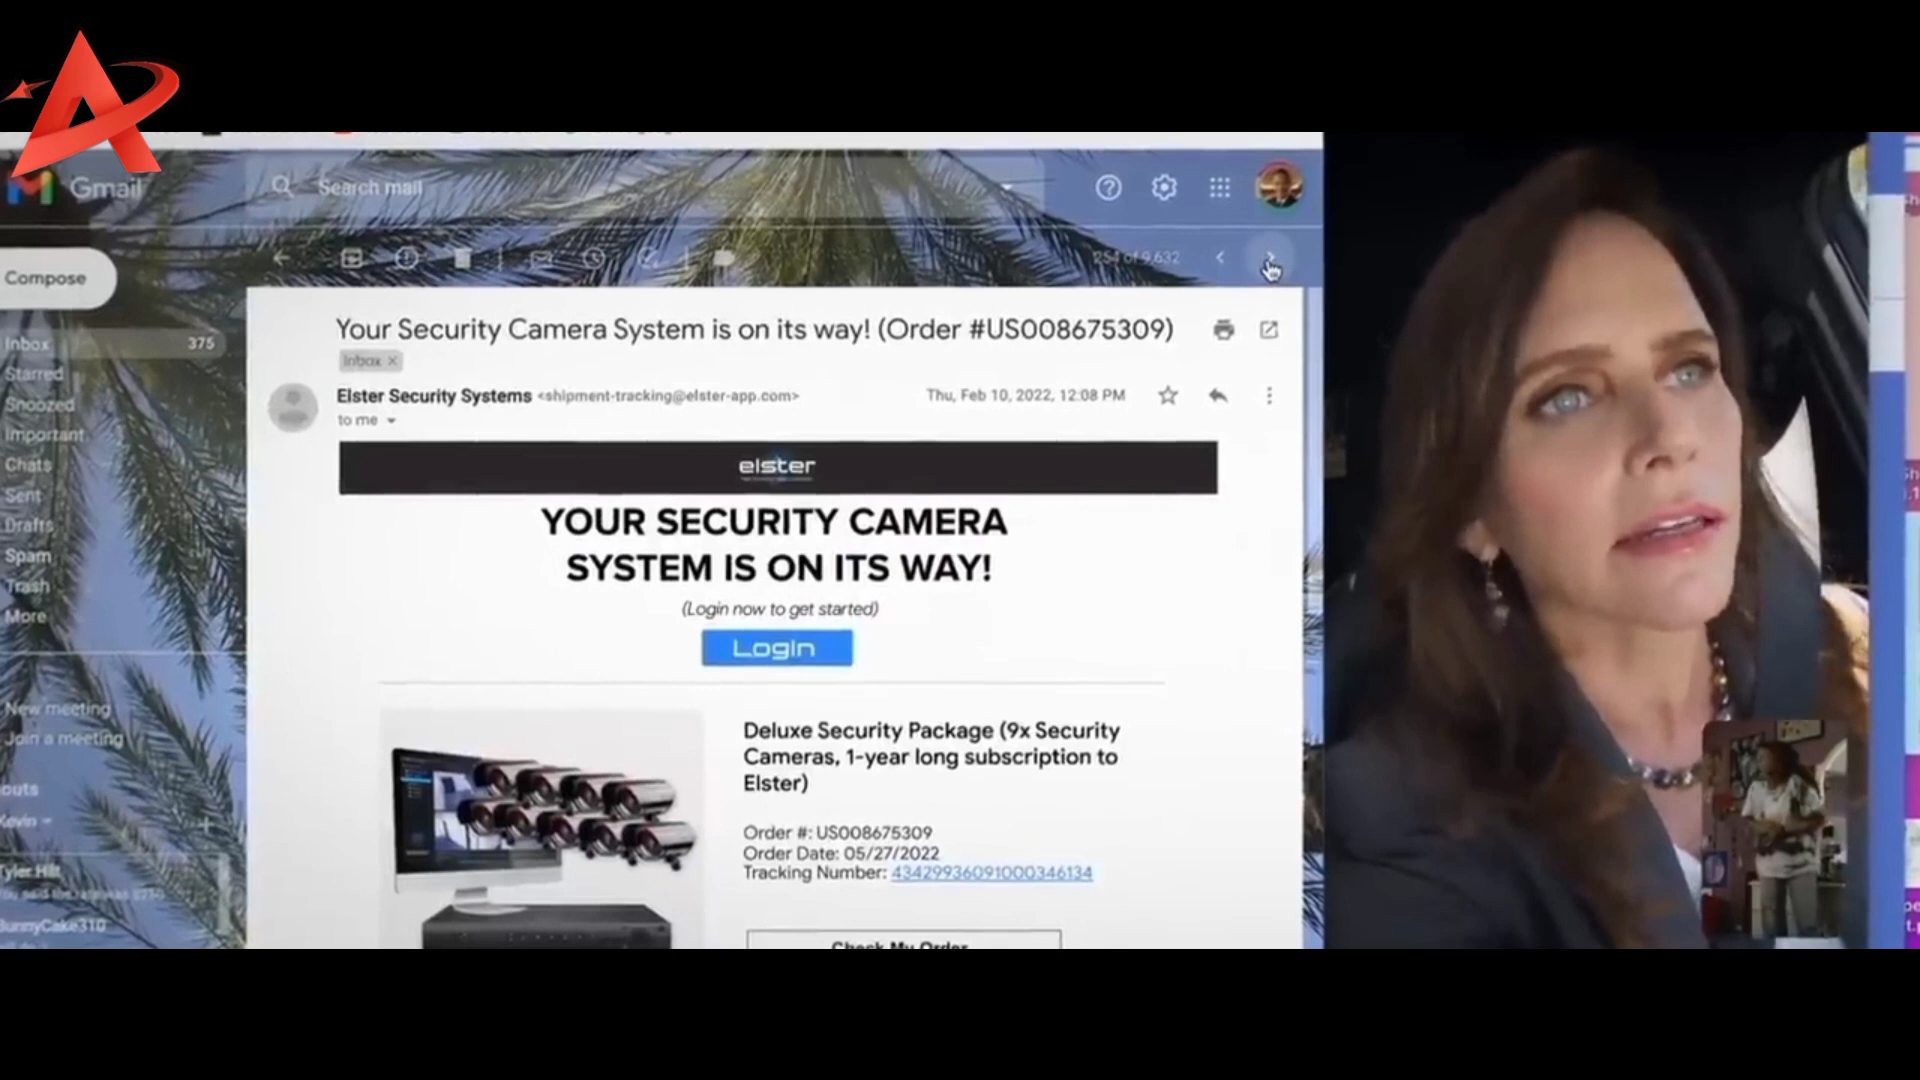 Gmail
Search mail
Compose
254 of 9,632
Inbox 375
Starred
Snoozed
Important
Chats
Sent
Drafts
Spam
Trash
More
New meeting
Join a meeting
outs
Kevin
Tyler Hilt
BunnyCake310
Your Security Camera System is on its way! (Order #US008675309)
Inbox ×
Elster Security Systems <shipment-tracking@elster-app.com>
Thu, Feb 10, 2022, 12:08 PM
to me
elster
YOUR SECURITY CAMERA
SYSTEM IS ON ITS WAY!
(Login now to get started)
Login
Deluxe Security Package (9x Security
Cameras, 1-year long subscription to
Elster)
Order #: US008675309
Order Date: 05/27/2022
Tracking Number: 434299360910000346134
Check My Order